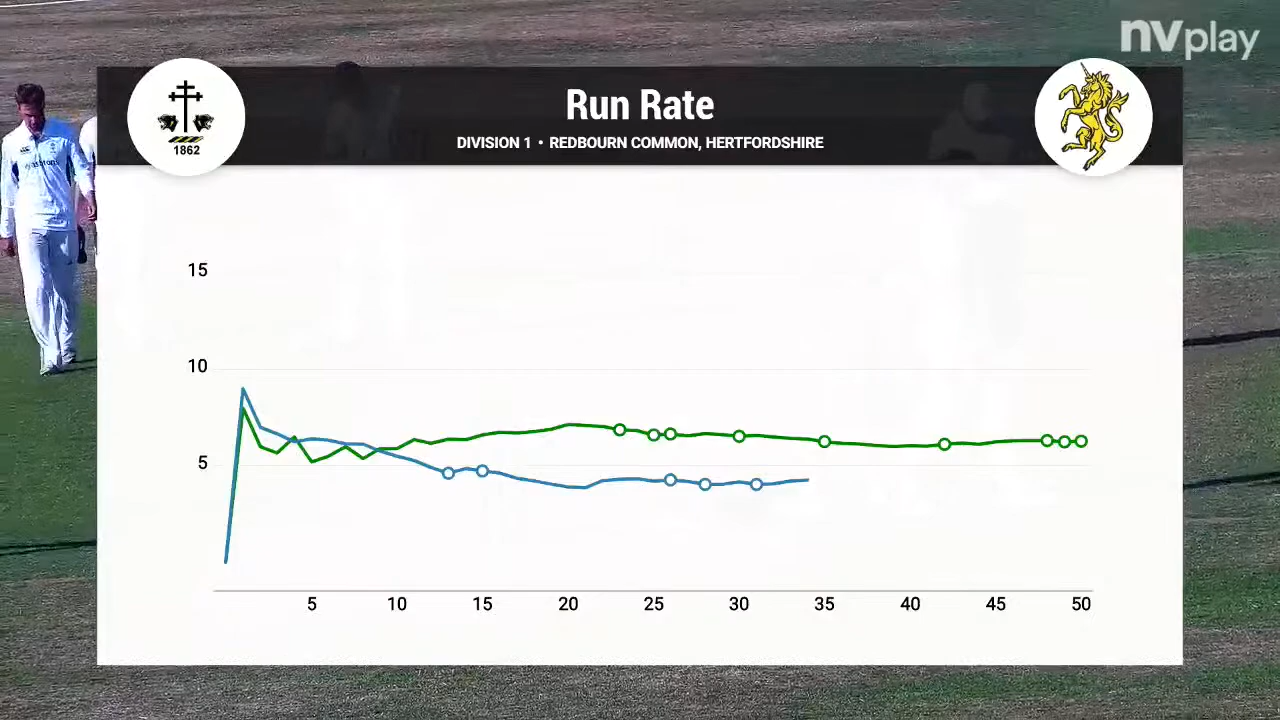 nvplay
Run Rate
DIVISION 1 • REDBOURN COMMON, HERTFORDSHIRE
1862
15
10
5
5 10 15 20 25 30 35 40 45 50